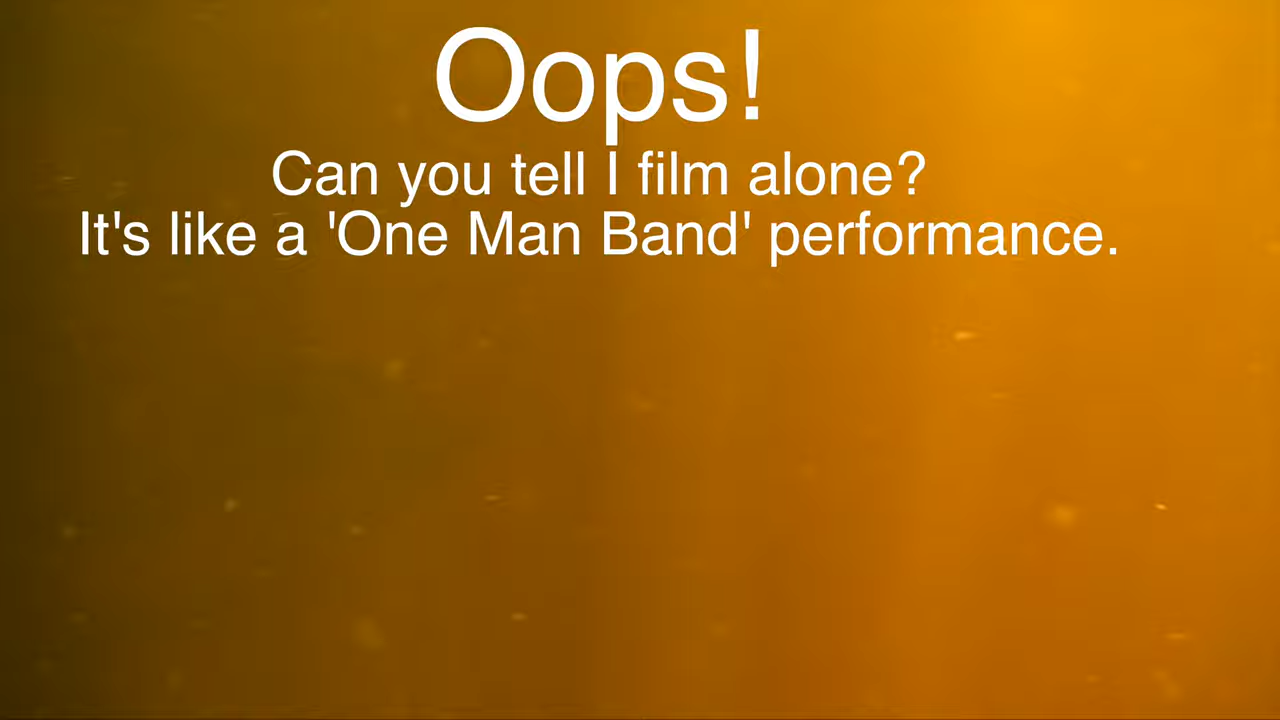 Oops!
Can you tell I film alone?
It's like a 'One Man Band' performance.